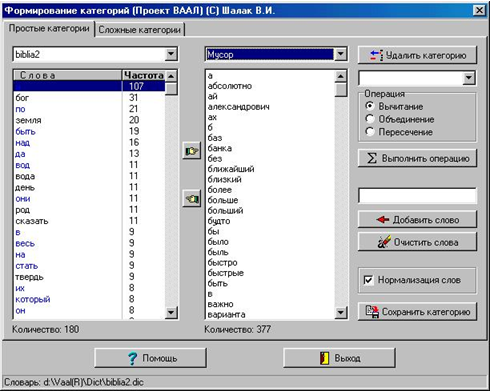 Формирование категорий (Проект ВААЛ) (C) Шалак В.И.
Простые категории
Сложные категории
biblia2
Слова Частота
107
бог 31
по 21
земля 20
быть 19
над 16
да 13
вод 11
вода 11
день 11
они 11
род 11
сказать 11
в 9
весь 9
на 9
стать 9
твердь 9
их 8
который 8
он 8
Количество: 180
Мусор
а
абсолютно
ай
александрович
ах
б
баз
банка
без
ближайший
близкий
более
больше
больший
будто
бы
было
быль
быстро
быстрые
быть
в
важно
варианта
Количество: 377
Удалить категорию
Операция
Вычитание
Объединение
Пересечение
Σ Выполнить операцию
Добавить слово
Очистить слова
Нормализация слов
Сохранить категорию
? Помощь
Выход
Словарь: d:\Vaal(R)\Dict\biblia2.dic